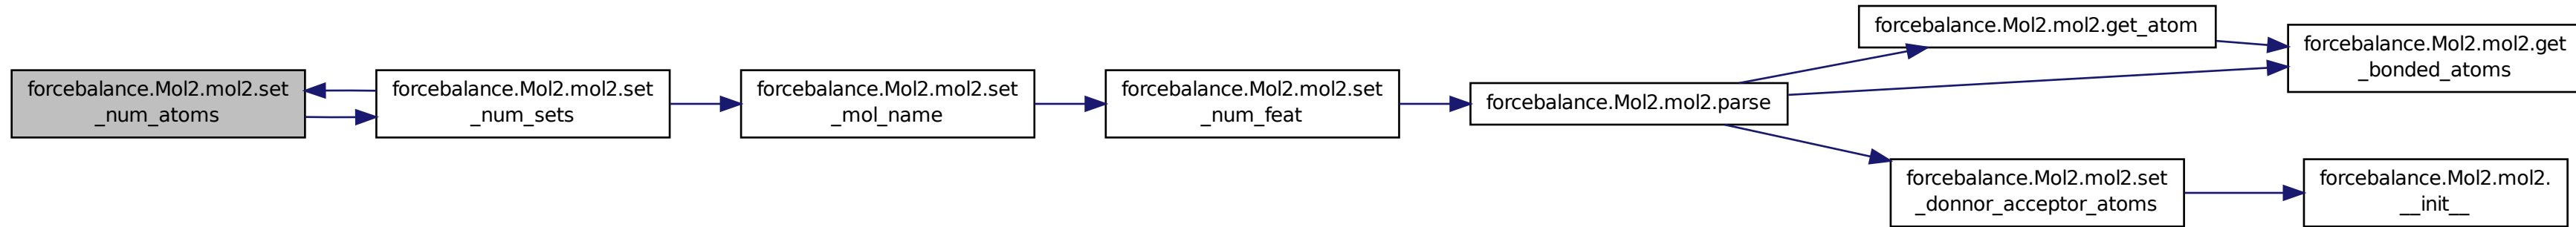 forcebalance.Mol2.mol2.set
_num_atoms
forcebalance.Mol2.mol2.set
_num_sets
forcebalance.Mol2.mol2.set
_mol_name
forcebalance.Mol2.mol2.set
_num_feat
forcebalance.Mol2.mol2.parse
forcebalance.Mol2.mol2.get_atom
forcebalance.Mol2.mol2.get
_bonded_atoms
forcebalance.Mol2.mol2.set
_donnor_acceptor_atoms
forcebalance.Mol2.mol2.
__init__